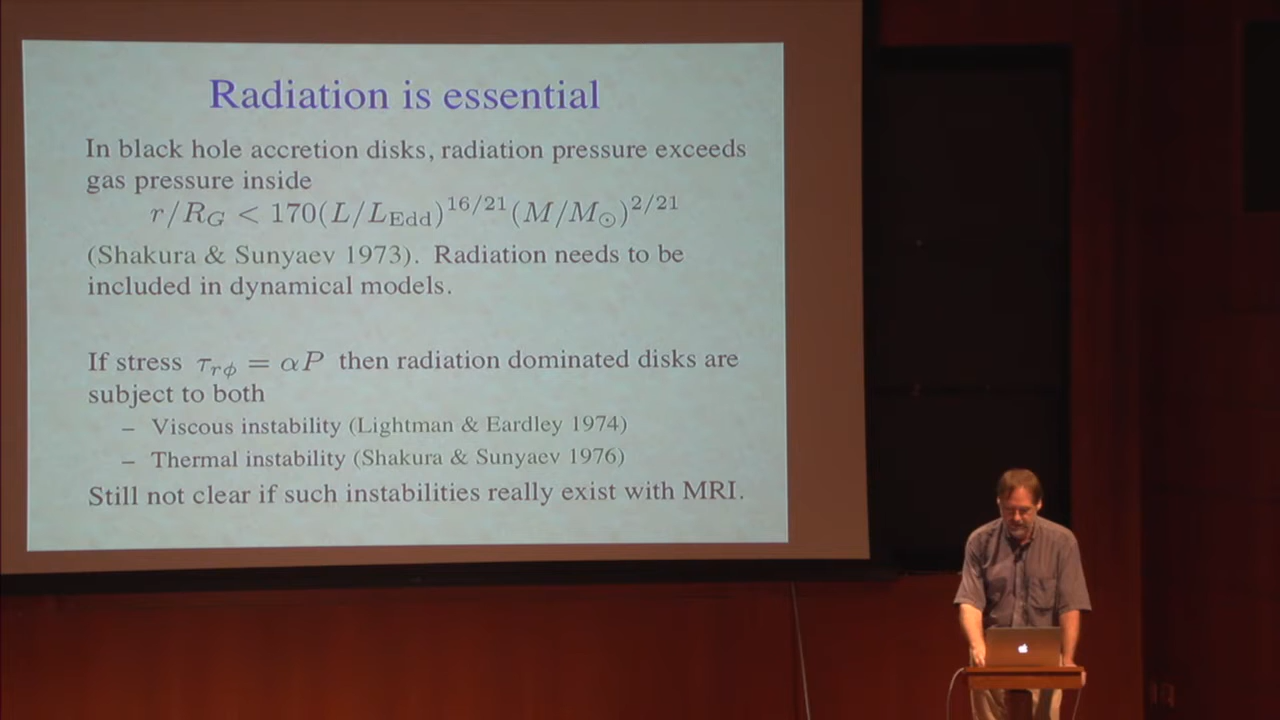 Radiation is essential
In black hole accretion disks, radiation pressure exceeds
gas pressure inside
r/R_G < 170(L/L_Edd)^16/21(M/M_⊙)^2/21
(Shakura & Sunyaev 1973). Radiation needs to be
included in dynamical models.
If stress τ_rϕ = αP then radiation dominated disks are
subject to both
– Viscous instability (Lightman & Eardley 1974)
– Thermal instability (Shakura & Sunyaev 1976)
Still not clear if such instabilities really exist with MRI.